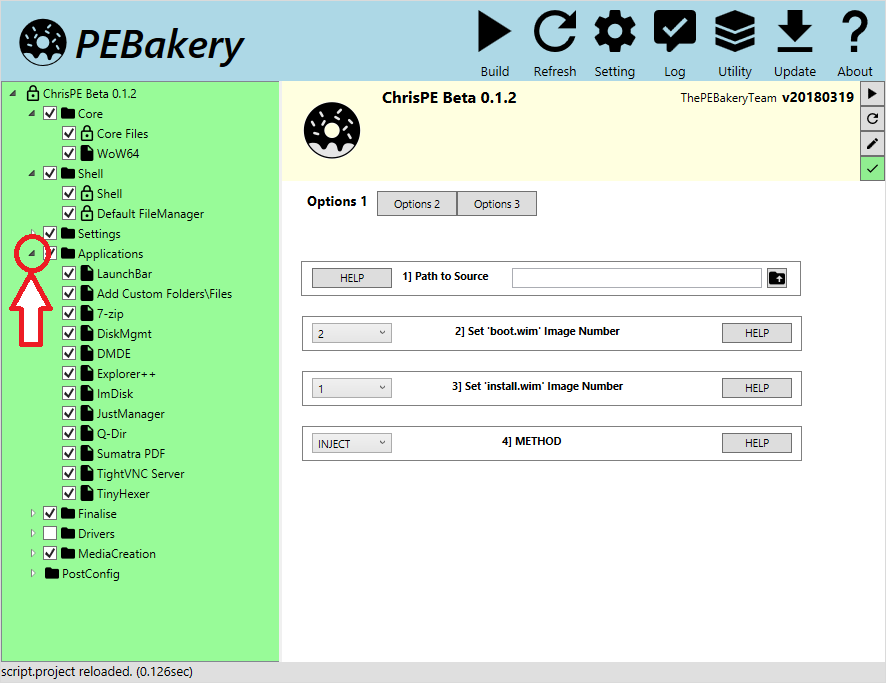 PEBakery
Build
Refresh
Setting
Log
Utility
Update
About
ChrisPE Beta 0.1.2
Core
Core Files
WoW64
Shell
Shell
Default FileManager
Settings
Applications
LaunchBar
Add Custom Folders\Files
7-zip
DiskMgmt
DMDE
Explorer++
ImDisk
JustManager
Q-Dir
Sumatra PDF
TightVNC Server
TinyHexer
Finalise
Drivers
MediaCreation
PostConfig
ChrisPE Beta 0.1.2
ThePEBakeryTeam v20180319
Options 1 Options 2 Options 3
HELP 1] Path to Source
2 2] Set 'boot.wim' Image Number HELP
1 3] Set 'install.wim' Image Number HELP
INJECT 4] METHOD HELP
script.project reloaded. (0.126sec)